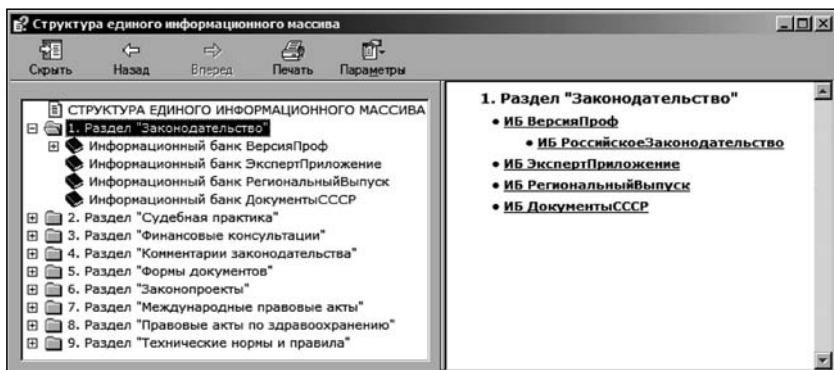 Структура единого информационного массива
Скрыть Назад Вперед Печать Параметры
СТРУКТУРА ЕДИНОГО ИНФОРМАЦИОННОГО МАССИВА
1. Раздел "Законодательство"
Информационный банк ВерсияПроф
Информационный банк ЭкспертПриложение
Информационный банк РегиональныйВыпуск
Информационный банк ДокументыСССР
2. Раздел "Судебная практика"
3. Раздел "Финансовые консультации"
4. Раздел "Комментарии законодательства"
5. Раздел "Формы документов"
6. Раздел "Законопроекты"
7. Раздел "Международные правовые акты"
8. Раздел "Правовые акты по здравоохранению"
9. Раздел "Технические нормы и правила"
1. Раздел "Законодательство"
• ИБ ВерсияПроф
• ИБ РоссийскоеЗаконодательство
• ИБ ЭкспертПриложение
• ИБ РегиональныйВыпуск
• ИБ ДокументыСССР